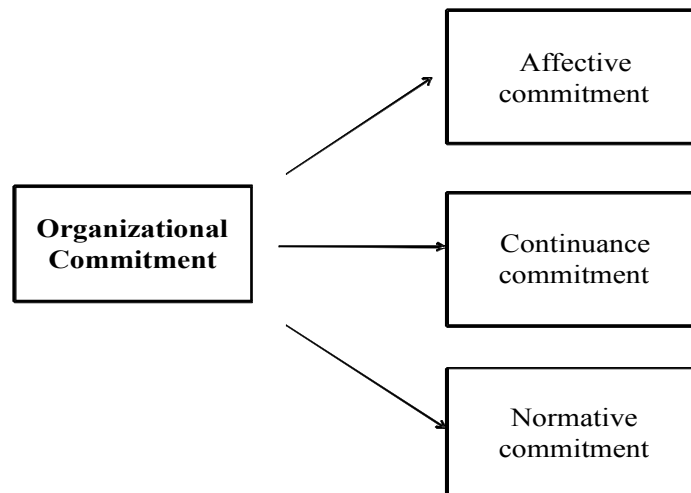 Affective
commitment
Organizational
Commitment
Continuance
commitment
Normative
commitment